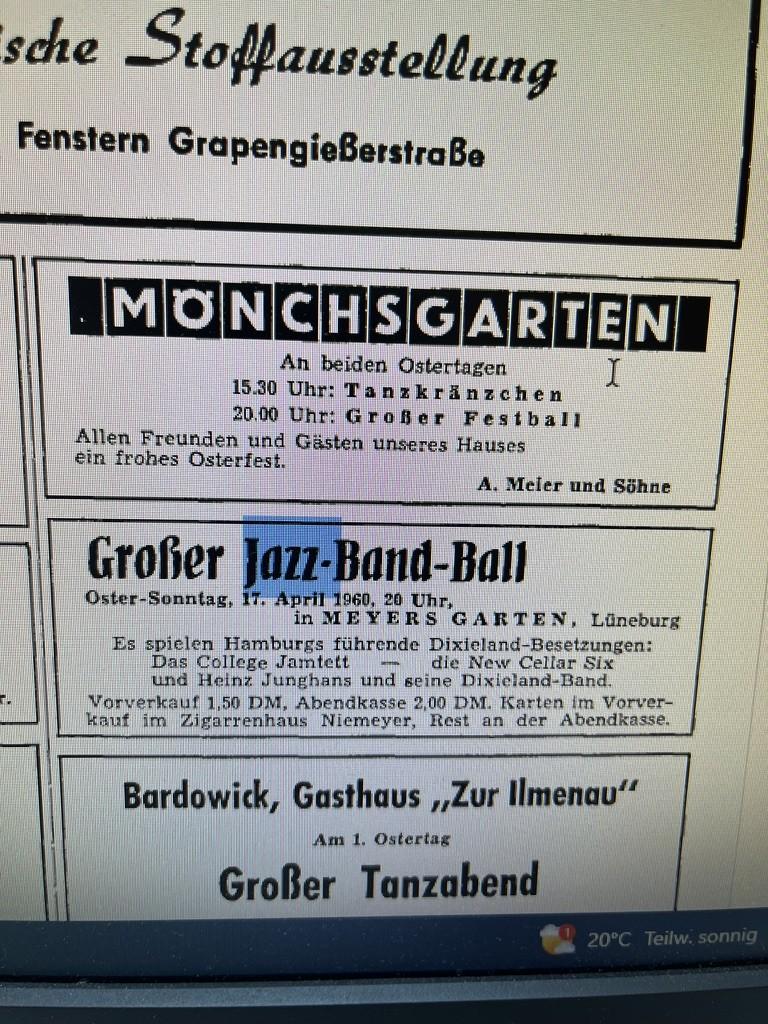 ische Stoffausstellung
Fenstern Grapengießerstraße
MÖNCHSGARTEN
An beiden Ostertagen
15.30 Uhr: Tanzkränzchen
20.00 Uhr: Großer Festball
Allen Freunden und Gästen unseres Hauses
ein frohes Osterfest.
A. Meier und Söhne
Großer Jazz-Band-Ball
Oster-Sonntag, 17. April 1960, 20 Uhr,
in MEYERS GARTEN, Lüneburg
Es spielen Hamburgs führende Dixieland-Besetzungen:
Das College Jamtett — die New Cellar Six
und Heinz Junghans und seine Dixieland-Band.
Vorverkauf 1,50 DM, Abendkasse 2,00 DM. Karten im Vorver-
kauf im Zigarrenhaus Niemeyer, Rest an der Abendkasse.
r.
Bardowick, Gasthaus „Zur Ilmenau“
Am 1. Ostertag
Großer Tanzabend
1 20°C Teilw. sonnig